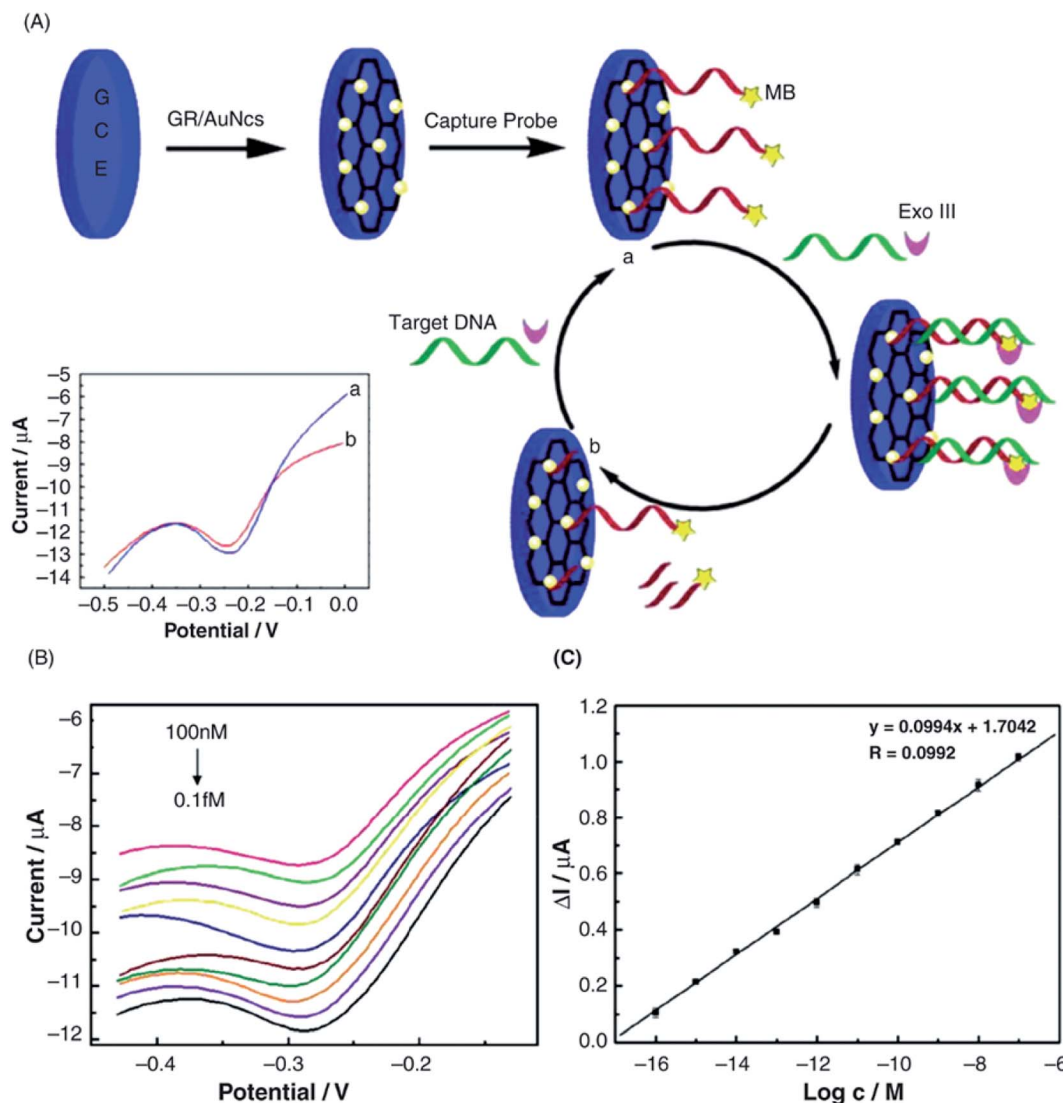 (A)
G
C
E
GR/AuNcs
Capture Probe
MB
Exo III
a
Target DNA
b
−5
−6
−7
−8
−9
−10
−11
−12
−13
−14
Current / μA
a
b
−0.5
−0.4
−0.3
−0.2
−0.1
0.0
Potential / V
(B)
−6
−7
−8
−9
−10
−11
−12
Current / μA
100nM
0.1fM
−0.4
−0.3
−0.2
Potential / V
(C)
1.2
1.0
0.8
0.6
0.4
0.2
0.0
ΔI / μA
y = 0.0994x + 1.7042
R = 0.0992
−16
−14
−12
−10
−8
−6
Log c / M